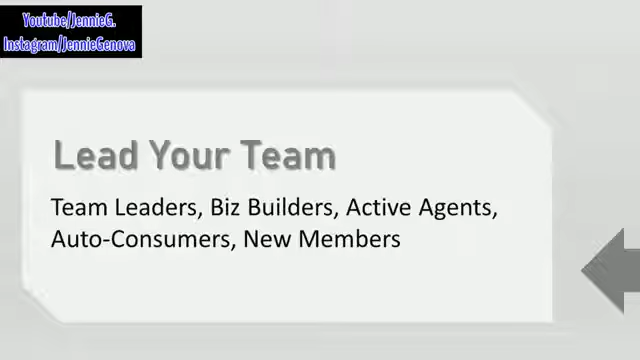 Youtube/JennieG.
Instagram/JennieGenova
Lead Your Team
Team Leaders, Biz Builders, Active Agents,
Auto-Consumers, New Members